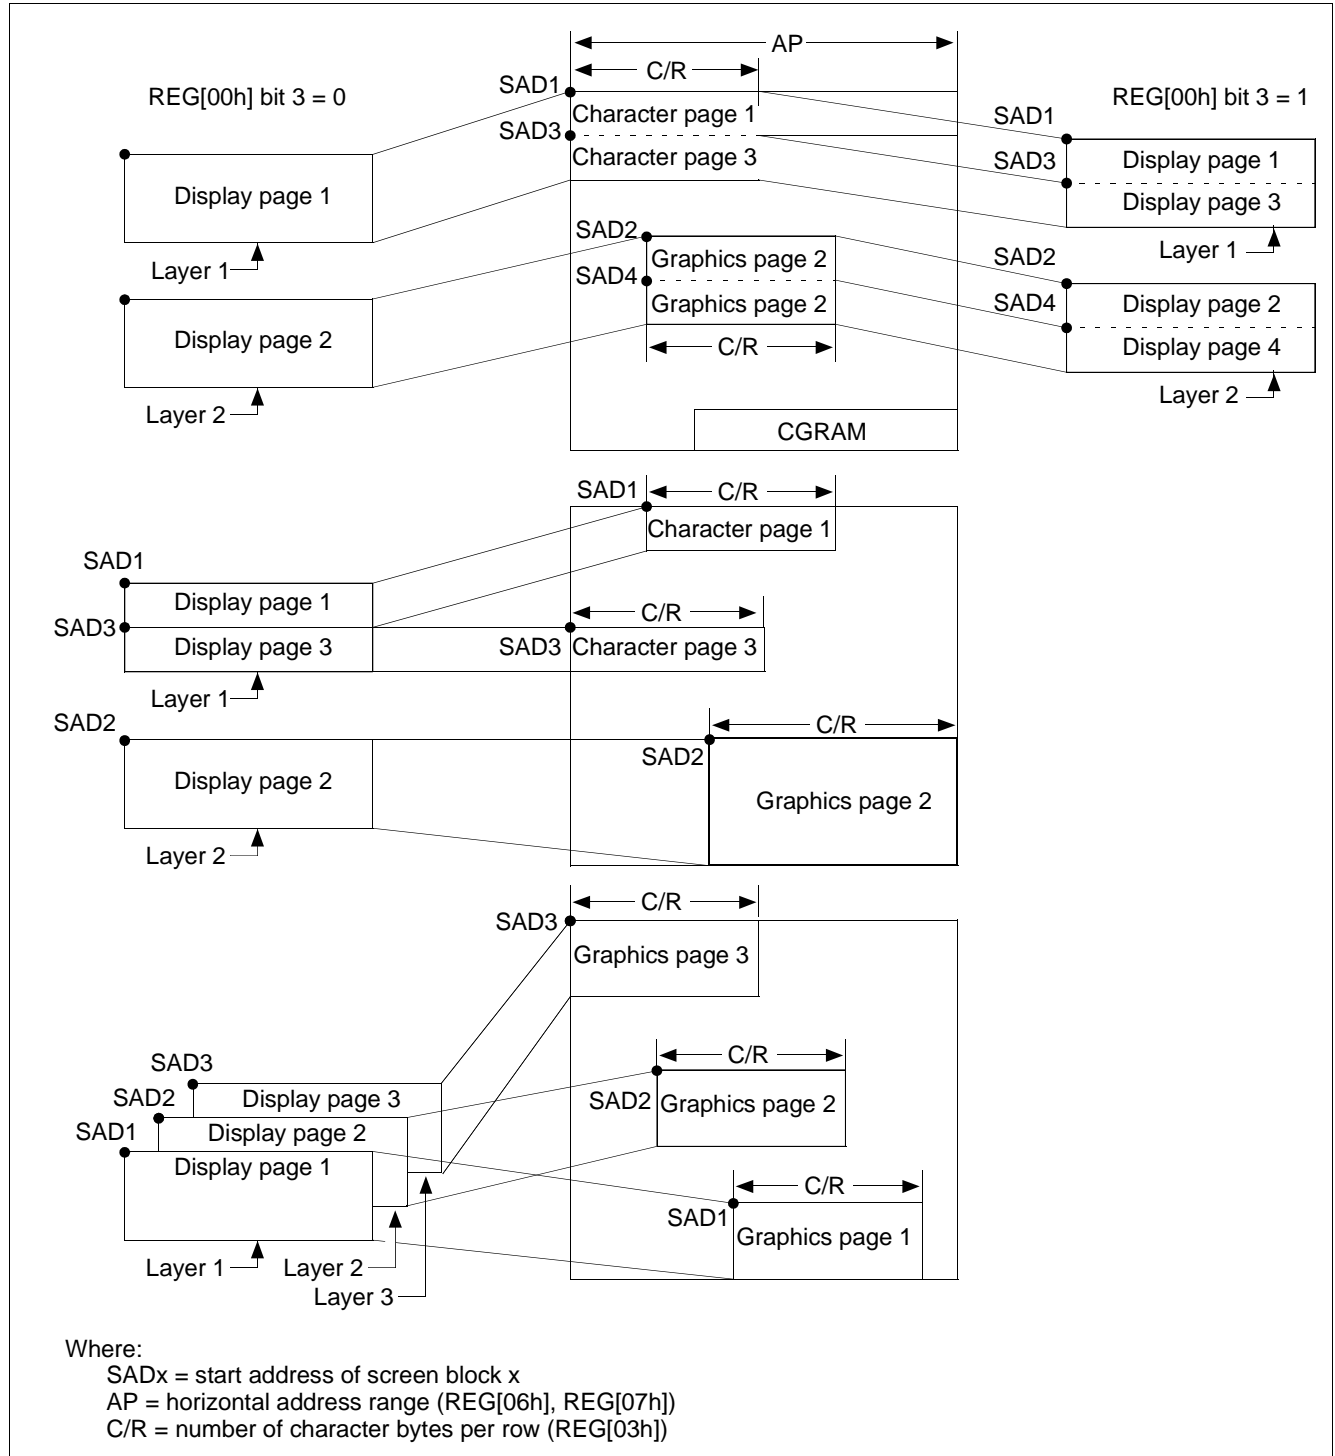 AP
C/R
REG[00h] bit 3 = 0
SAD1
REG[00h] bit 3 = 1
Character page 1
SAD1
SAD3
Character page 3
SAD3
Display page 1
Display page 1
Display page 3
Layer 1
SAD2
Layer 1
SAD2
Graphics page 2
SAD4
Graphics page 2
SAD4
Display page 2
Display page 2
Display page 4
C/R
Layer 2
Layer 2
CGRAM
SAD1
C/R
Character page 1
SAD1
Display page 1
C/R
SAD3
Display page 3
SAD3
Character page 3
Layer 1
SAD2
C/R
SAD2
Display page 2
Graphics page 2
Layer 2
C/R
SAD3
Graphics page 3
C/R
SAD3
Display page 3
SAD2
Graphics page 2
SAD2
Display page 2
SAD1
Display page 1
C/R
SAD1
Graphics page 1
Layer 1
Layer 2
Layer 3
Where:
SADx = start address of screen block x
AP = horizontal address range (REG[06h], REG[07h])
C/R = number of character bytes per row (REG[03h])